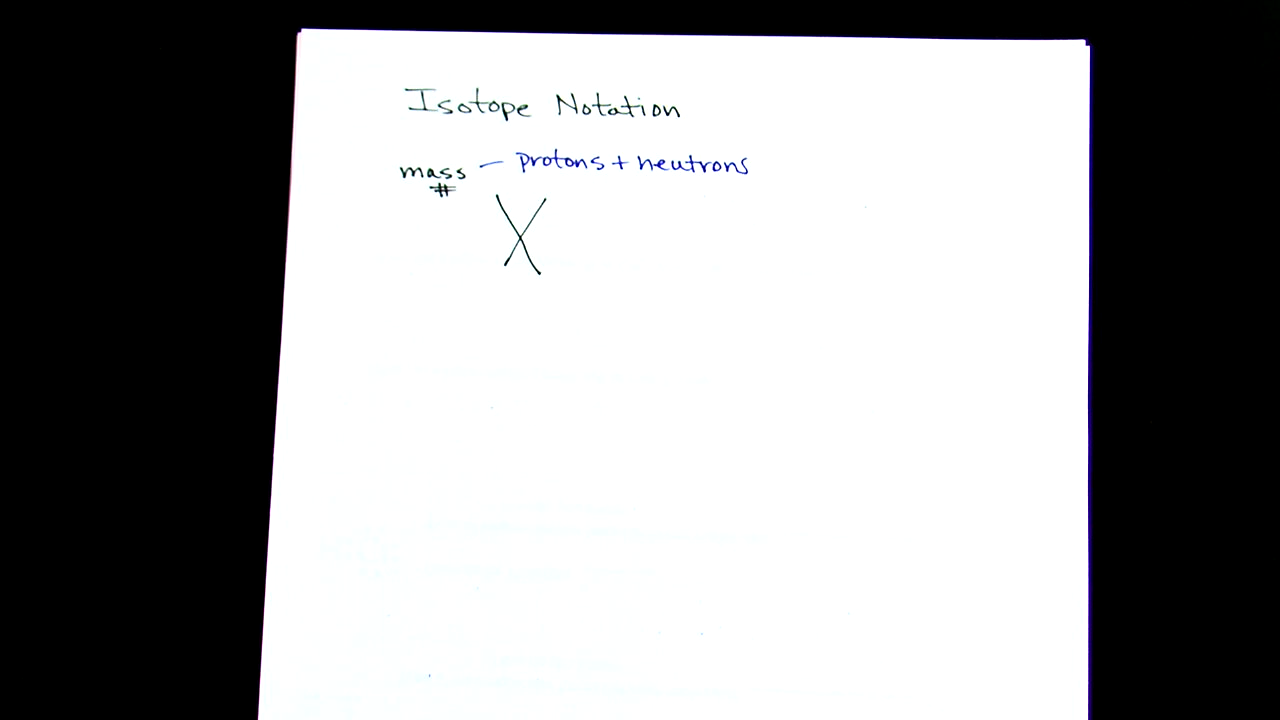 Isotope Notation
mass – protons + neutrons
#
X